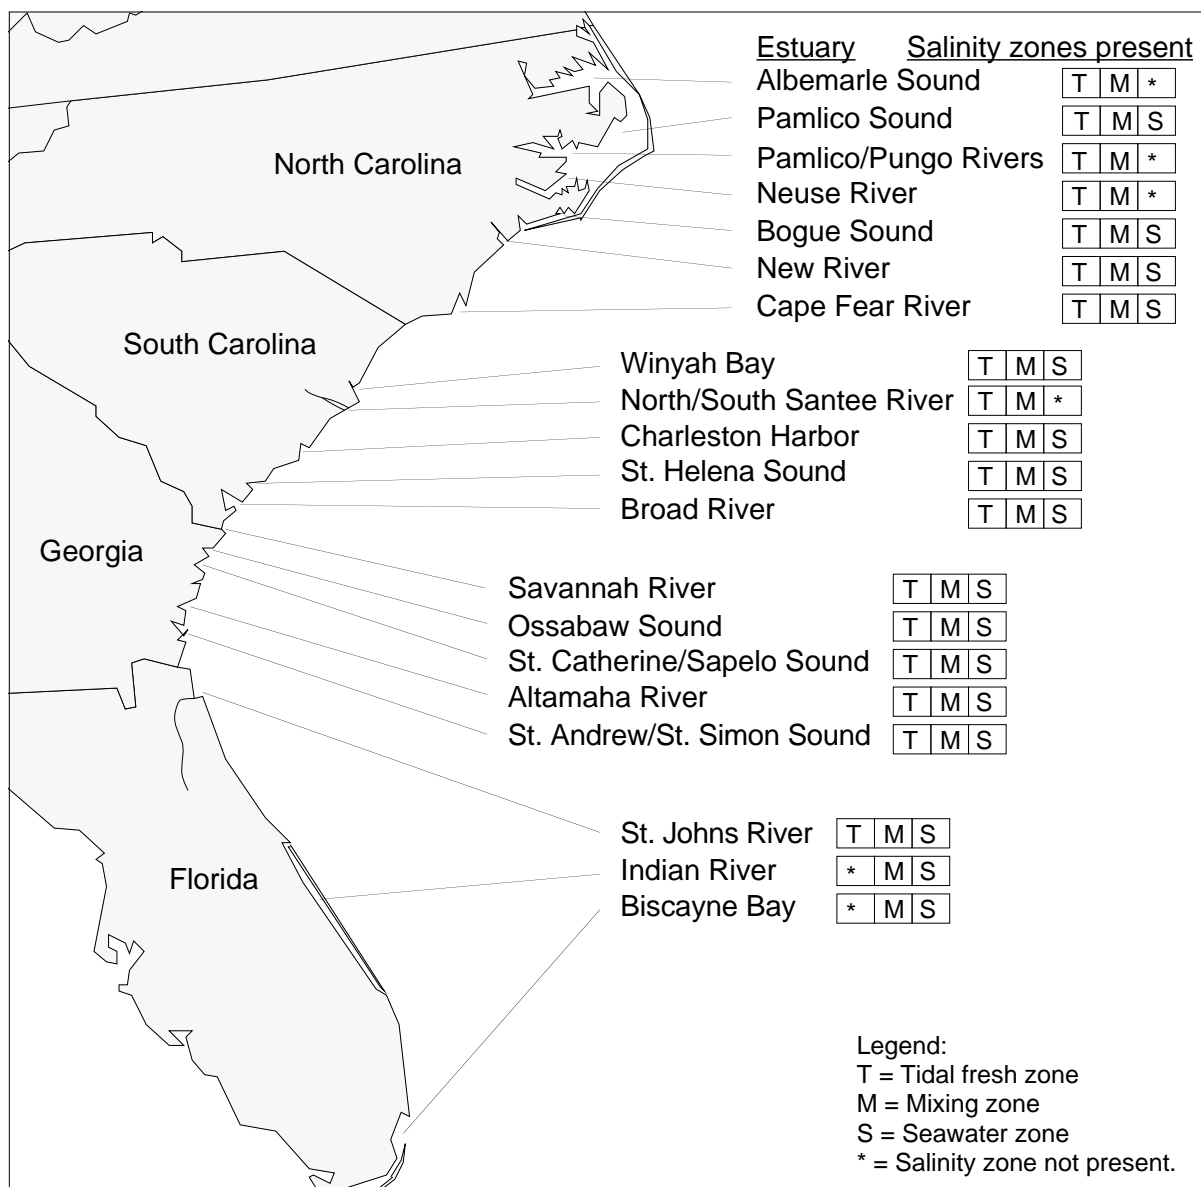 Estuary Salinity zones present
Albemarle Sound T M *
Pamlico Sound T M S
Pamlico/Pungo Rivers T M *
North Carolina
Neuse River T M *
Bogue Sound T M S
New River T M S
Cape Fear River T M S
South Carolina
Winyah Bay T M S
North/South Santee River T M *
Charleston Harbor T M S
St. Helena Sound T M S
Broad River T M S
Georgia
Savannah River T M S
Ossabaw Sound T M S
St. Catherine/Sapelo Sound T M S
Altamaha River T M S
St. Andrew/St. Simon Sound T M S
St. Johns River T M S
Indian River * M S
Florida
Biscayne Bay * M S
Legend:
T = Tidal fresh zone
M = Mixing zone
S = Seawater zone
* = Salinity zone not present.